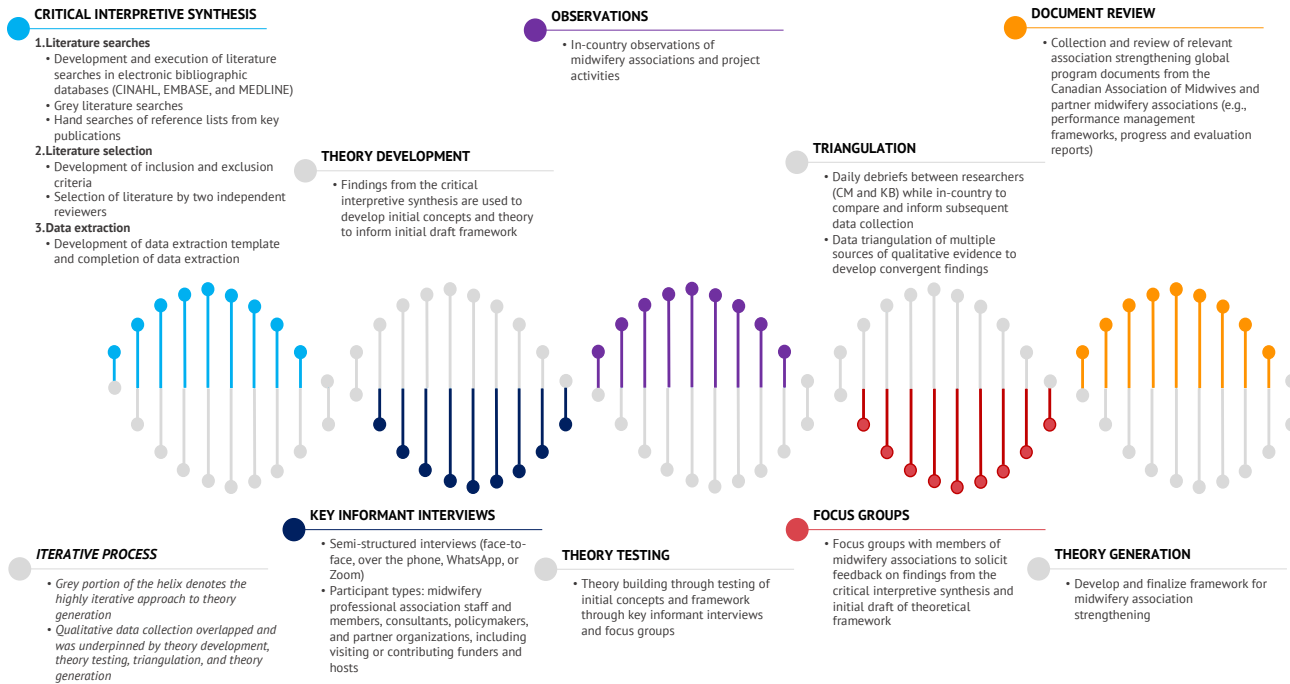 CRITICAL INTERPRETIVE SYNTHESIS
1.Literature searches
• Development and execution of literature
searches in electronic bibliographic
databases (CINAHL, EMBASE, and MEDLINE)
• Grey literature searches
• Hand searches of reference lists from key
publications
2.Literature selection
• Development of inclusion and exclusion
criteria
• Selection of literature by two independent
reviewers
3.Data extraction
• Development of data extraction template
and completion of data extraction
THEORY DEVELOPMENT
• Findings from the critical
interpretive synthesis are used to
develop initial concepts and theory
to inform initial draft framework
OBSERVATIONS
• In-country observations of
midwifery associations and project
activities
TRIANGULATION
• Daily debriefs between researchers
(CM and KB) while in-country to
compare and inform subsequent
data collection
• Data triangulation of multiple
sources of qualitative evidence to
develop convergent findings
DOCUMENT REVIEW
• Collection and review of relevant
association strengthening global
program documents from the
Canadian Association of Midwives and
partner midwifery associations (e.g.,
performance management
frameworks, progress and evaluation
reports)
ITERATIVE PROCESS
• Grey portion of the helix denotes the
highly iterative approach to theory
generation
• Qualitative data collection overlapped and
was underpinned by theory development,
theory testing, triangulation, and theory
generation
KEY INFORMANT INTERVIEWS
• Semi-structured interviews (face-to-
face, over the phone, WhatsApp, or
Zoom)
• Participant types: midwifery
professional association staff and
members, consultants, policymakers,
and partner organizations, including
visiting or contributing funders and
hosts
THEORY TESTING
• Theory building through testing of
initial concepts and framework
through key informant interviews
and focus groups
FOCUS GROUPS
• Focus groups with members of
midwifery associations to solicit
feedback on findings from the
critical interpretive synthesis and
initial draft of theoretical
framework
THEORY GENERATION
• Develop and finalize framework for
midwifery association
strengthening